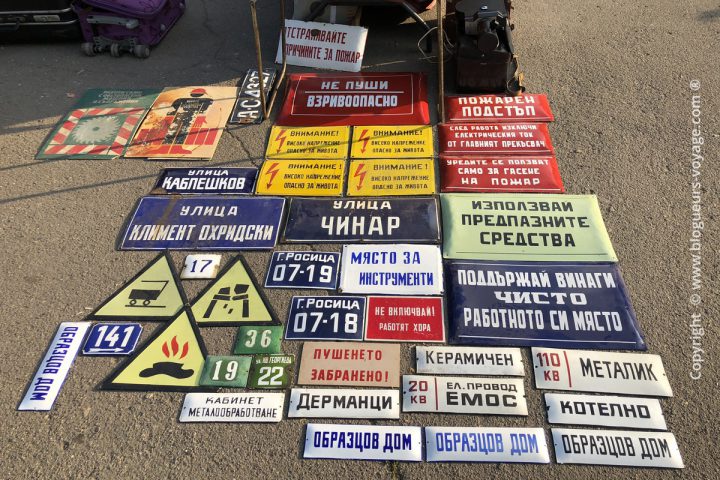 ОТСТРАНЯВАЙТЕ
ПРИЧИНИТЕ ЗА ПОЖАР
НЕ ПУШИ
ВЗРИВООПАСНО
ПОЖАРЕН
ПОДСТЪП
СЛЕД РАБОТА ИЗКЛЮЧИ
ЕЛЕКТРИЧЕСКИЯ ТОК
ОТ ГЛАВНИЯТ ПРЕКЪСВАЧ
УРЕДИТЕ СЕ ПОЛЗВАТ
САМО ЗА ГАСЕНЕ
НА ПОЖАР
ВНИМАНИЕ!
ВИСОКО НАПРЕЖЕНИЕ
ОПАСНО ЗА ЖИВОТА
ВНИМАНИЕ!
ВИСОКО НАПРЕЖЕНИЕ
ОПАСНО ЗА ЖИВОТА
ВНИМАНИЕ!
ВИСОКО НАПРЕЖЕНИЕ
ОПАСНО ЗА ЖИВОТА
ВНИМАНИЕ!
ВИСОКО НАПРЕЖЕНИЕ
ОПАСНО ЗА ЖИВОТА
УЛИЦА
КАБЛЕШКОВ
УЛИЦА
КЛИМЕНТ ОХРИДСКИ
УЛИЦА
ЧИНАР
ИЗПОЛЗВАЙ
ПРЕДПАЗНИТЕ
СРЕДСТВА
17
Г. РОСИЦА
07-19
МЯСТО ЗА
ИНСТРУМЕНТИ
ПОДДЪРЖАЙ ВИНАГИ
ЧИСТО
РАБОТНОТО СИ МЯСТО
Г. РОСИЦА
07-18
НЕ ВКЛЮЧВАЙ!
РАБОТЯТ ХОРА
ОБРАЗЦОВ ДОМ
141
36
19
22
ПУШЕНЕТО
ЗАБРАНЕНО!
КЕРАМИЧЕН
110
КВ
МЕТАЛИК
20
КВ
ЕЛ. ПРОВОД
ЕМОС
КАБИНЕТ
МЕТАЛООБРАБОТВАНЕ
ДЕРМАНЦИ
КОТЕЛНО
ОБРАЗЦОВ ДОМ
ОБРАЗЦОВ ДОМ
ОБРАЗЦОВ ДОМ
Copyright © www.blogueurs-voyage.com ®